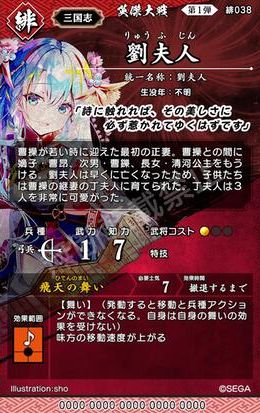 緋
三国志
英傑大戦
第1弾
緋038
りゅう ふ じん
劉夫人
統一名称：劉夫人
生没年：不明
「時に触れれば、その美しさに
必ず惹かれてゆくはずです」
曹操が若い時に迎えた最初の正妻。曹操との間に
嫡子・曹昂、次男・曹鑠、長女・清河公主をもう
ける。劉夫人は早くに亡くなったため、子供たち
は曹操の継妻の丁夫人に育てられた。丁夫人は3
人を非常に可愛がった。
兵種 武力 知力 武将コスト
弓兵 1 7 特技
ひてんのまい
飛天の舞い
必要士気
7
効果時間
撤退するまで
効果範囲
【舞い】（発動すると移動と兵種アクショ
ンができなくなる。自身は自身の舞いの効
果を受けない）
味方の移動速度が上がる
Illustration:sho
©SEGA
0000-0000-0000-0000-0000